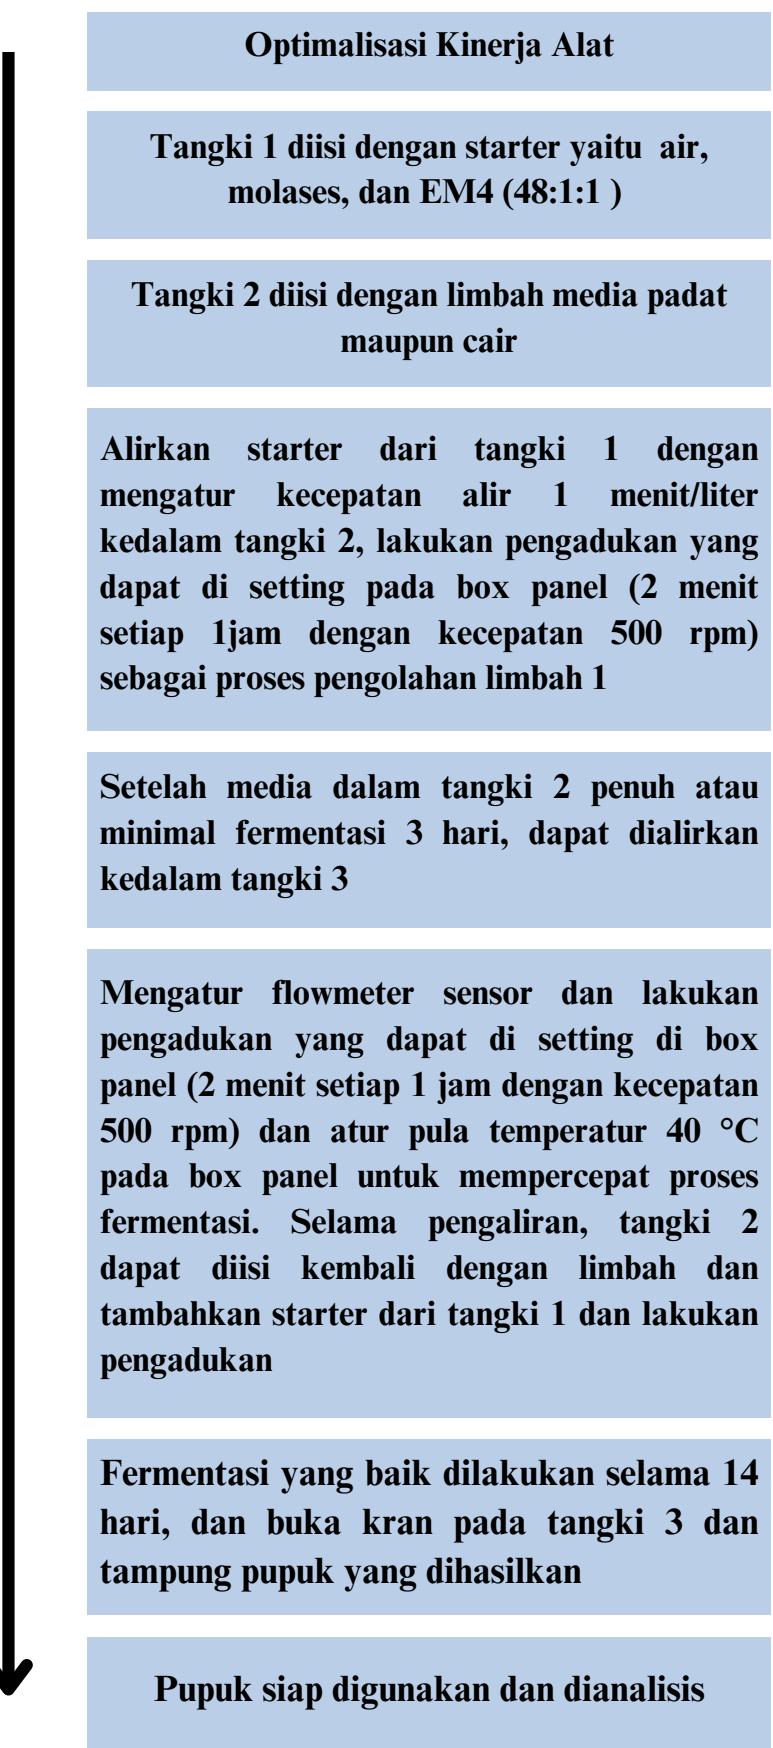 Optimalisasi Kinerja Alat
Tangki 1 diisi dengan starter yaitu air,
molases, dan EM4 (48:1:1 )
Tangki 2 diisi dengan limbah media padat
maupun cair
Alirkan starter dari tangki 1 dengan
mengatur kecepatan alir 1 menit/liter
kedalam tangki 2, lakukan pengadukan yang
dapat di setting pada box panel (2 menit
setiap 1jam dengan kecepatan 500 rpm)
sebagai proses pengolahan limbah 1
Setelah media dalam tangki 2 penuh atau
minimal fermentasi 3 hari, dapat dialirkan
kedalam tangki 3
Mengatur flowmeter sensor dan lakukan
pengadukan yang dapat di setting di box
panel (2 menit setiap 1 jam dengan kecepatan
500 rpm) dan atur pula temperatur 40 °C
pada box panel untuk mempercepat proses
fermentasi. Selama pengaliran, tangki 2
dapat diisi kembali dengan limbah dan
tambahkan starter dari tangki 1 dan lakukan
pengadukan
Fermentasi yang baik dilakukan selama 14
hari, dan buka kran pada tangki 3 dan
tampung pupuk yang dihasilkan
Pupuk siap digunakan dan dianalisis